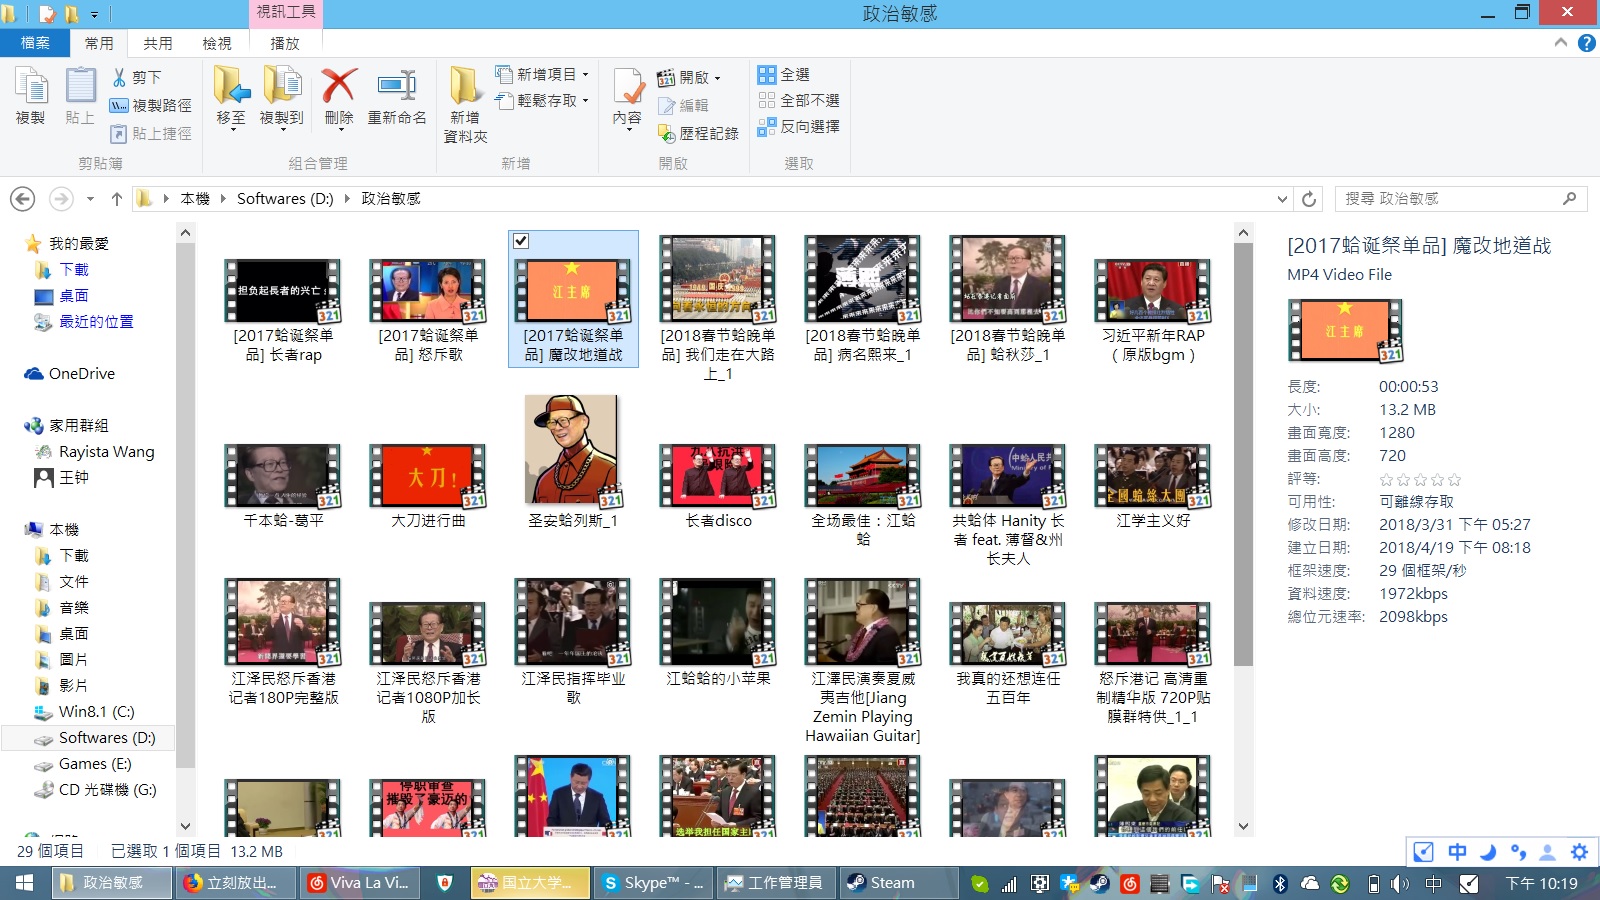 視訊工具
政治敏感
檔案
常用
共用
檢視
播放
複製
貼上
剪下
複製路徑
貼上捷徑
剪貼簿
移至
複製到
刪除
重新命名
組合管理
新增
資料夾
新增項目
輕鬆存取
新增
內容
開啟
編輯
歷程記錄
開啟
全選
全部不選
反向選擇
選取
本機
Softwares (D:)
政治敏感
搜尋 政治敏感
我的最愛
下載
桌面
最近的位置
OneDrive
家用群組
Rayista Wang
王钟
本機
下載
文件
音樂
桌面
圖片
影片
Win8.1 (C:)
Softwares (D:)
Games (E:)
CD 光碟機 (G:)
担负起長者的兴亡
[2017蛤诞祭单
品] 长者rap
[2017蛤诞祭单
品] 怒斥歌
江主席
[2017蛤诞祭单
品] 魔改地道战
[2018春节蛤晚单
品] 我们走在大路
上_1
[2018春节蛤晚单
品] 病名熙来_1
[2018春节蛤晚单
品] 蛤秋莎_1
习近平新年RAP
( 原版bgm )
千本蛤-葛平
大刀!
大刀进行曲
圣安蛤列斯_1
长者disco
全场最佳：江蛤
蛤
共蛤体 Hanity 长
者 feat. 薄督&州
长夫人
江学主义好
江泽民怒斥香港
记者180P完整版
江泽民怒斥香港
记者1080P加长
版
江泽民指挥毕业
歌
江蛤蛤的小苹果
江澤民演奏夏威
夷吉他[Jiang
Zemin Playing
Hawaiian Guitar]
我真的还想连任
五百年
怒斥港记 高清重
制精华版 720P贴
膜群特供_1_1
停职审查
摧毁了豪迈的
选举我担任国家主
[2017蛤诞祭单品] 魔改地道战
MP4 Video File
江主席
長度: 00:00:53
大小: 13.2 MB
畫面寬度: 1280
畫面高度: 720
評等:
可用性: 可離線存取
修改日期: 2018/3/31 下午 05:27
建立日期: 2018/4/19 下午 08:18
框架速度: 29 個框架/秒
資料速度: 1972kbps
總位元速率: 2098kbps
29 個項目
已選取 1 個項目 13.2 MB
中
政治敏感
立刻放出...
Viva La Vi...
国立大学...
Skype™ - ...
工作管理員
Steam
中
下午 10:19